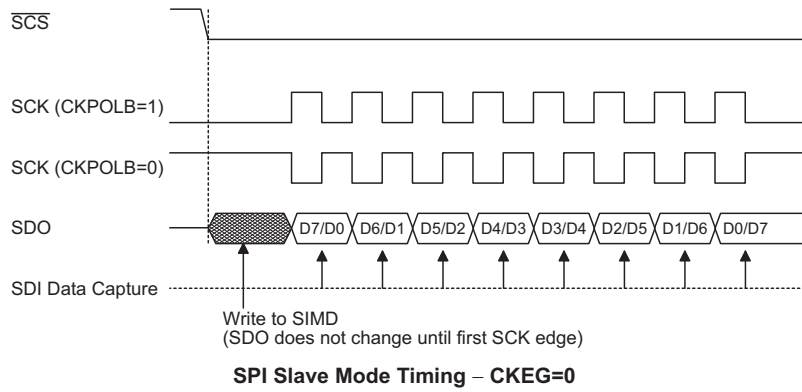 SCS
SCK (CKPOLB=1)
SCK (CKPOLB=0)
SDO
D7/D0 D6/D1 D5/D2 D4/D3 D3/D4 D2/D5 D1/D6 D0/D7
SDI Data Capture
Write to SIMD
(SDO does not change until first SCK edge)
SPI Slave Mode Timing – CKEG=0